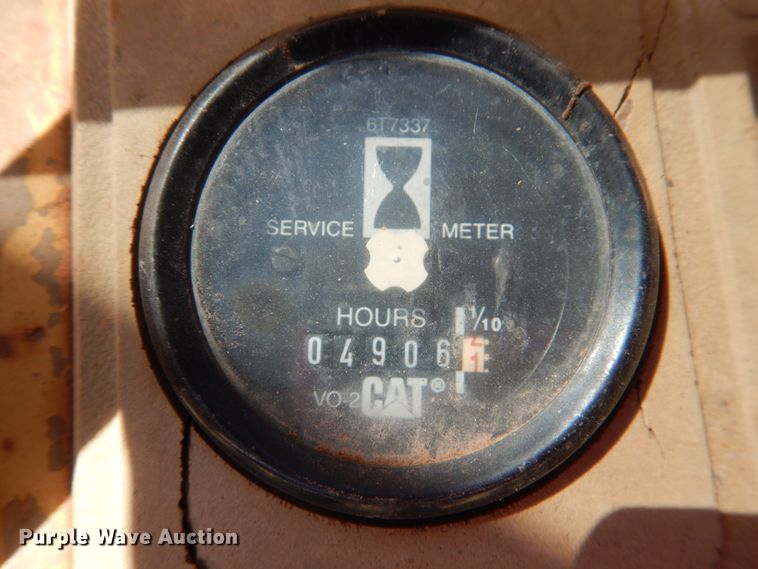 6T7337
SERVICE METER
HOURS 1/10
04906
VO-2 CAT®
Purple Wave Auction